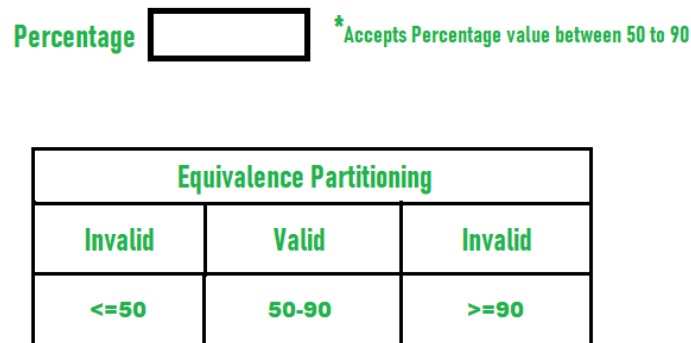 Percentage *Accepts Percentage value between 50 to 90
Equivalence Partitioning
Invalid Valid Invalid
<=50 50-90 >=90